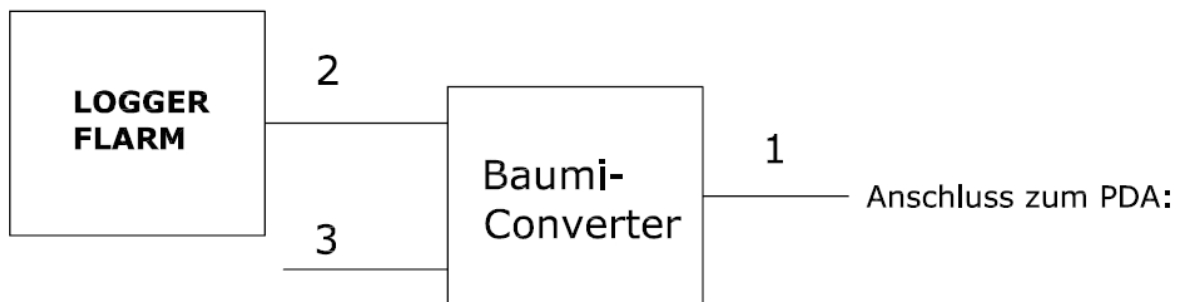 LOGGER
FLARM
2
Baumi-
Converter
1
Anschluss zum PDA:
3